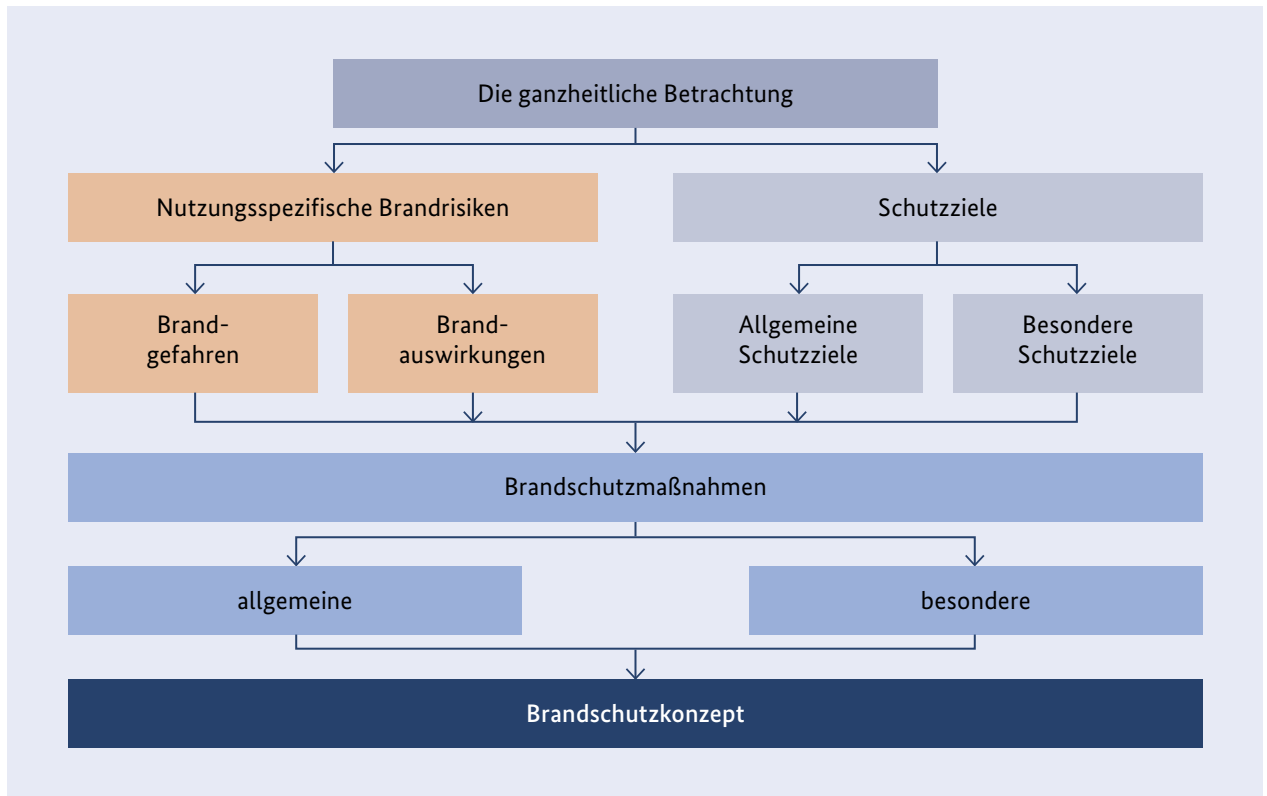 Die ganzheitliche Betrachtung
Nutzungsspezifische Brandrisiken
Schutzziele
Brand-
gefahren
Brand-
auswirkungen
Allgemeine
Schutzziele
Besondere
Schutzziele
Brandschutzmaßnahmen
allgemeine
besondere
Brandschutzkonzept